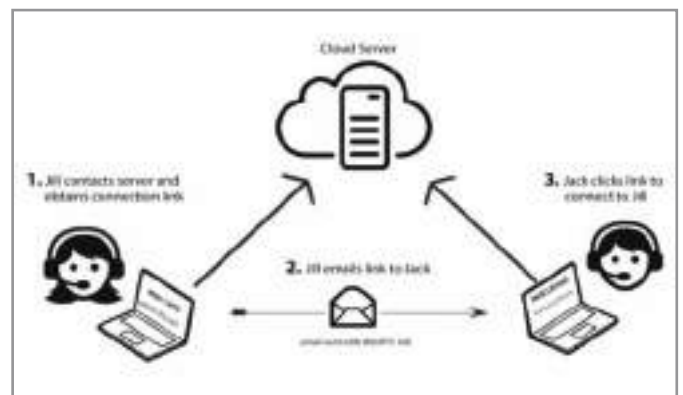 Cloud Server
1. Jill contacts server and
obtains connection link
3. Jack clicks link to
connect to Jill
2. Jill emails link to Jack